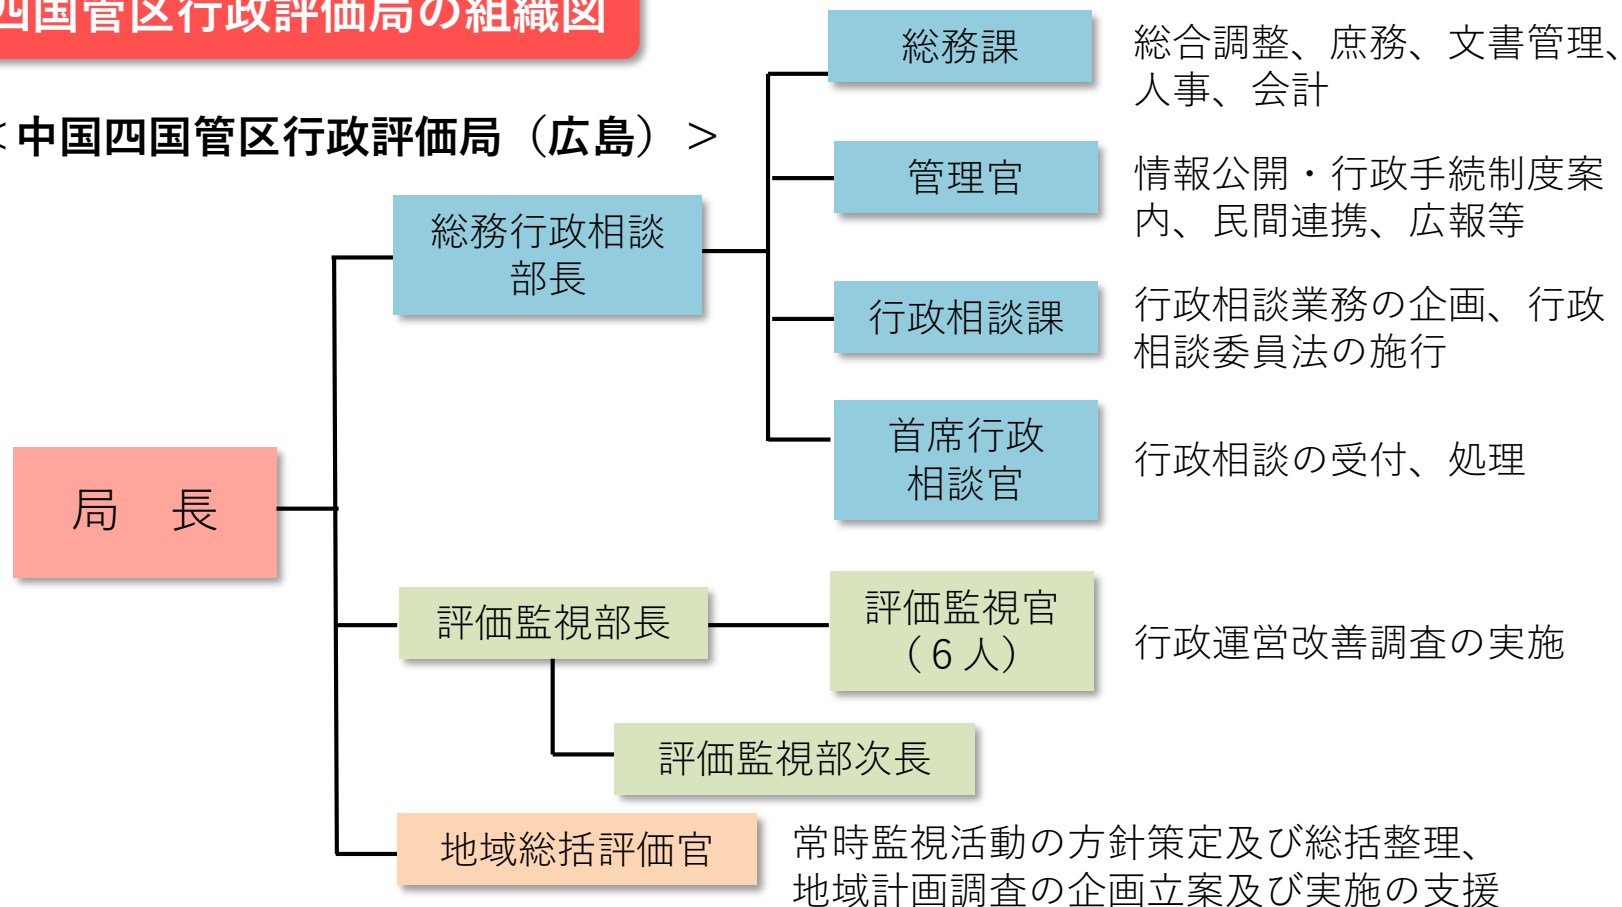 四国管区行政評価局の組織図
<中国四国管区行政評価局（広島）>
総務課
総合調整、庶務、文書管理、
人事、会計
管理官
情報公開・行政手続制度案
内、民間連携、広報等
総務行政相談
部長
行政相談課
行政相談業務の企画、行政
相談委員法の施行
首席行政
相談官
行政相談の受付、処理
局　長
評価監視部長
評価監視官
（６人）
行政運営改善調査の実施
評価監視部次長
地域総括評価官
常時監視活動の方針策定及び総括整理、
地域計画調査の企画立案及び実施の支援